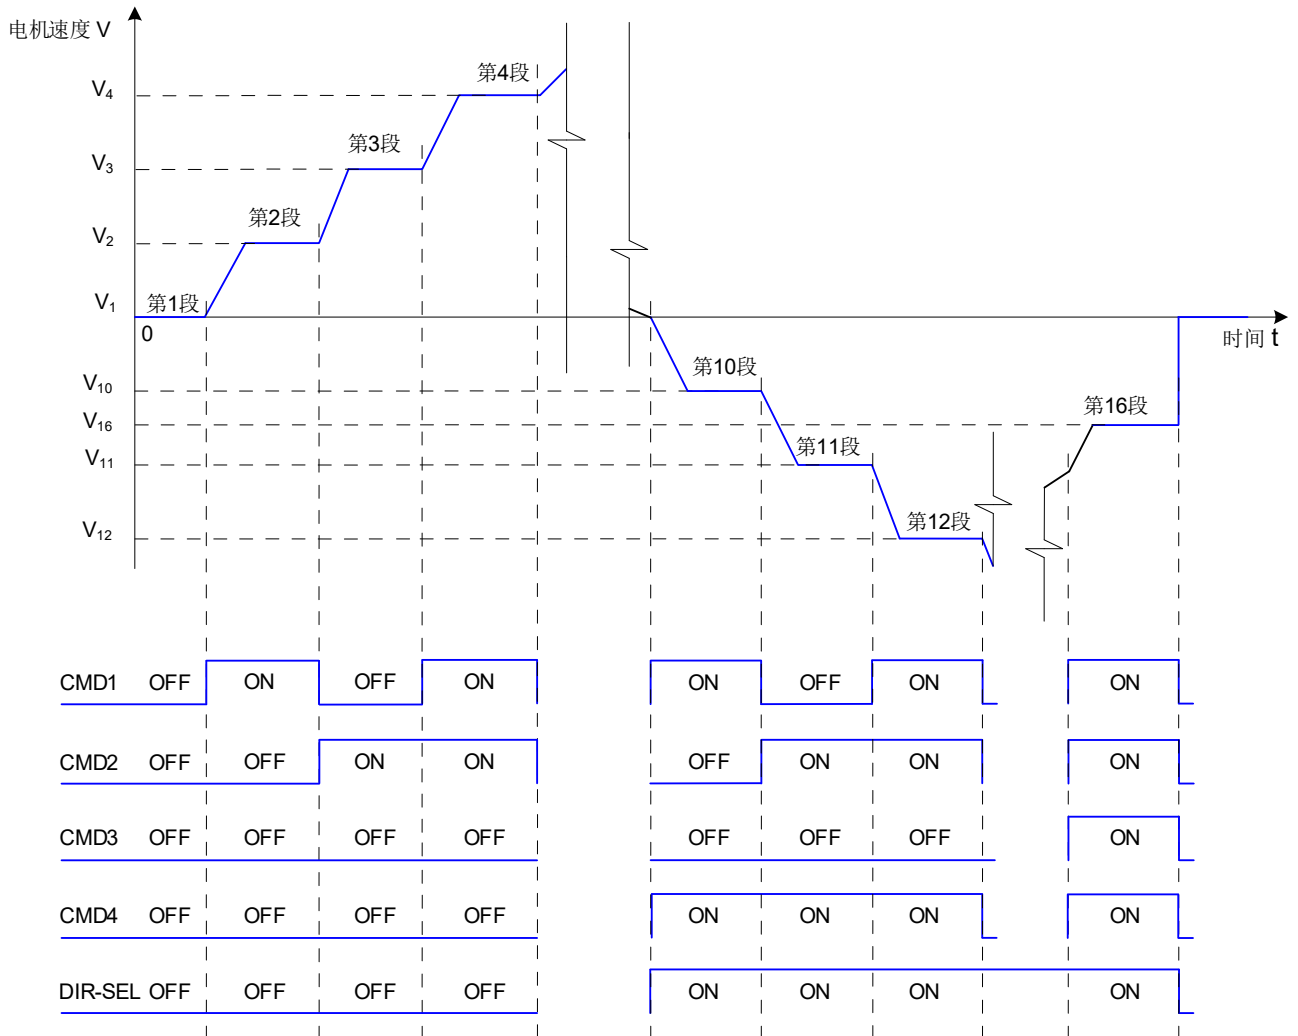 电机速度 V
第4段
V4
第3段
V3
第2段
V2
V1
第1段
0
时间 t
第10段
V10
第16段
V16
第11段
V11
第12段
V12
CMD1 OFF ON OFF ON ON OFF ON ON
CMD2 OFF OFF ON ON OFF ON ON ON
CMD3 OFF OFF OFF OFF OFF OFF OFF ON
CMD4 OFF OFF OFF OFF ON ON ON ON
DIR-SEL OFF OFF OFF OFF ON ON ON ON